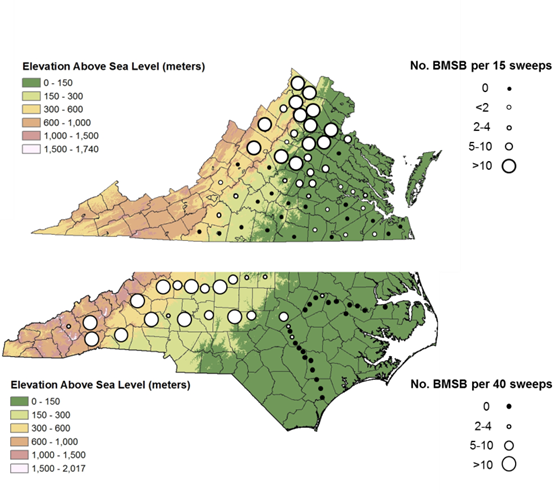 Elevation Above Sea Level (meters)
0 - 150
150 - 300
300 - 600
600 - 1,000
1,000 - 1,500
1,500 - 1,740
No. BMSB per 15 sweeps
0
<2
2-4
5-10
>10
Elevation Above Sea Level (meters)
0 - 150
150 - 300
300 - 600
600 - 1,000
1,000 - 1,500
1,500 - 2,017
No. BMSB per 40 sweeps
0
2-4
5-10
>10